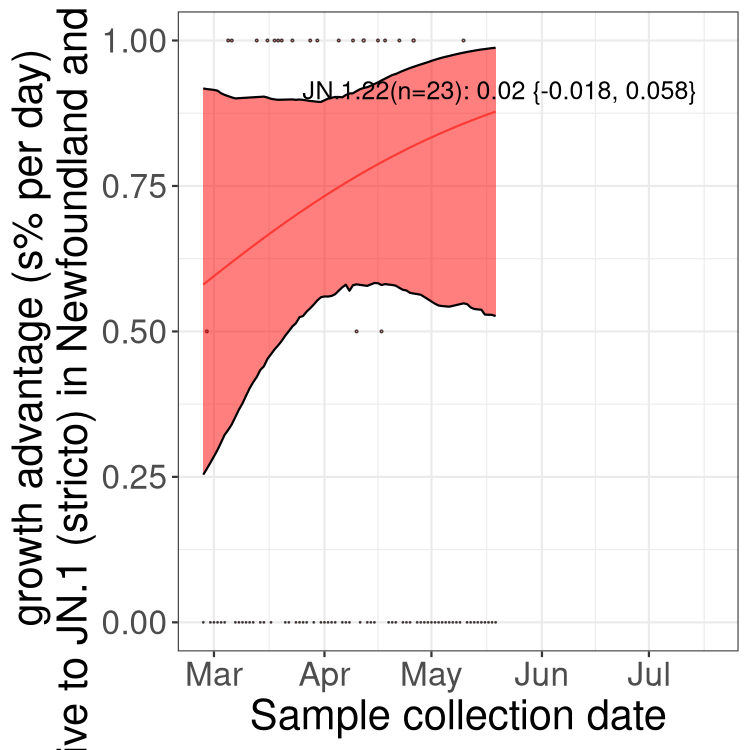 growth advantage (s% per day)
ive to JN.1 (stricto) in Newfoundland and
1.00
0.75
0.50
0.25
0.00
JN.1.22(n=23): 0.02 {-0.018, 0.058}
Mar Apr May Jun Jul
Sample collection date